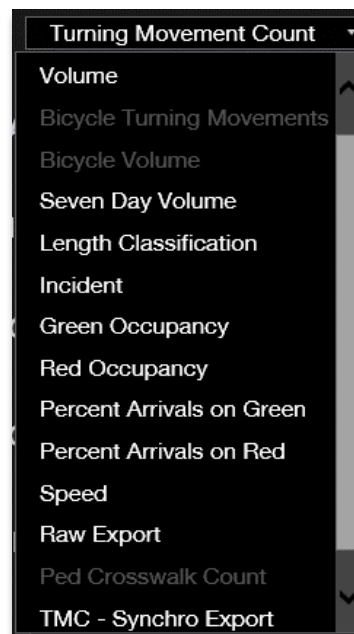 Turning Movement Count
Volume
Bicycle Turning Movements
Bicycle Volume
Seven Day Volume
Length Classification
Incident
Green Occupancy
Red Occupancy
Percent Arrivals on Green
Percent Arrivals on Red
Speed
Raw Export
Ped Crosswalk Count
TMC - Synchro Export